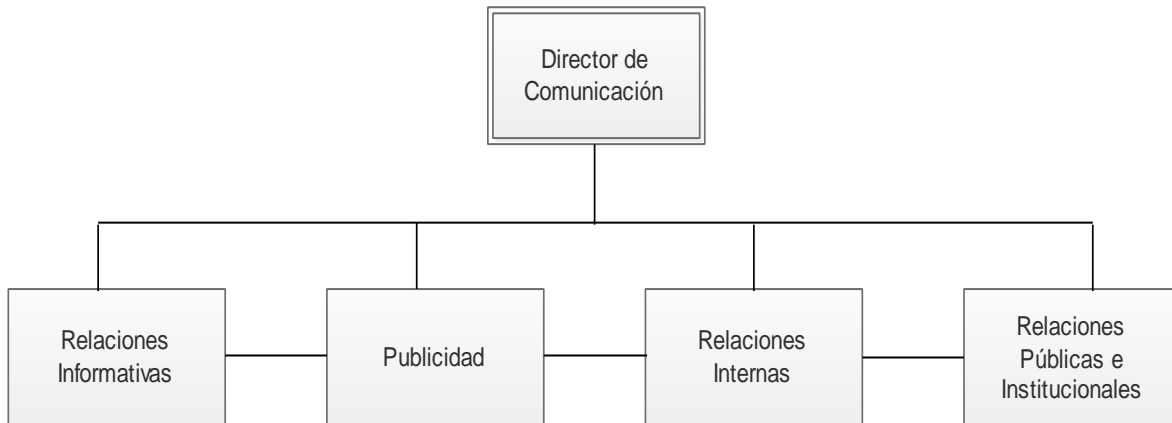 Director de
Comunicación
Relaciones
Informativas
Publicidad
Relaciones
Internas
Relaciones
Públicas e
Institucionales